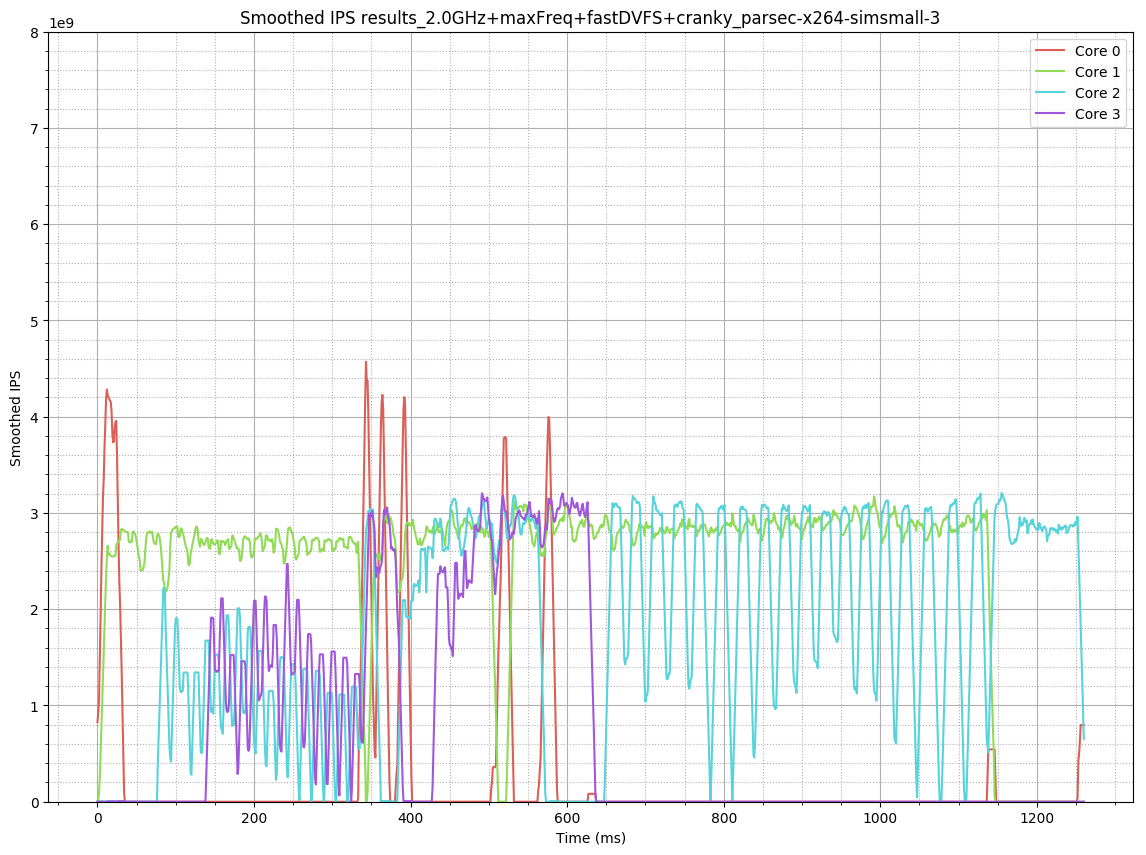 Smoothed IPS results_2.0GHz+maxFreq+fastDVFS+cranky_parsec-x264-simsmall-3
1e9
8
7
6
5
4
3
2
1
0
Smoothed IPS
Core 0
Core 1
Core 2
Core 3
0 200 400 600 800 1000 1200
Time (ms)